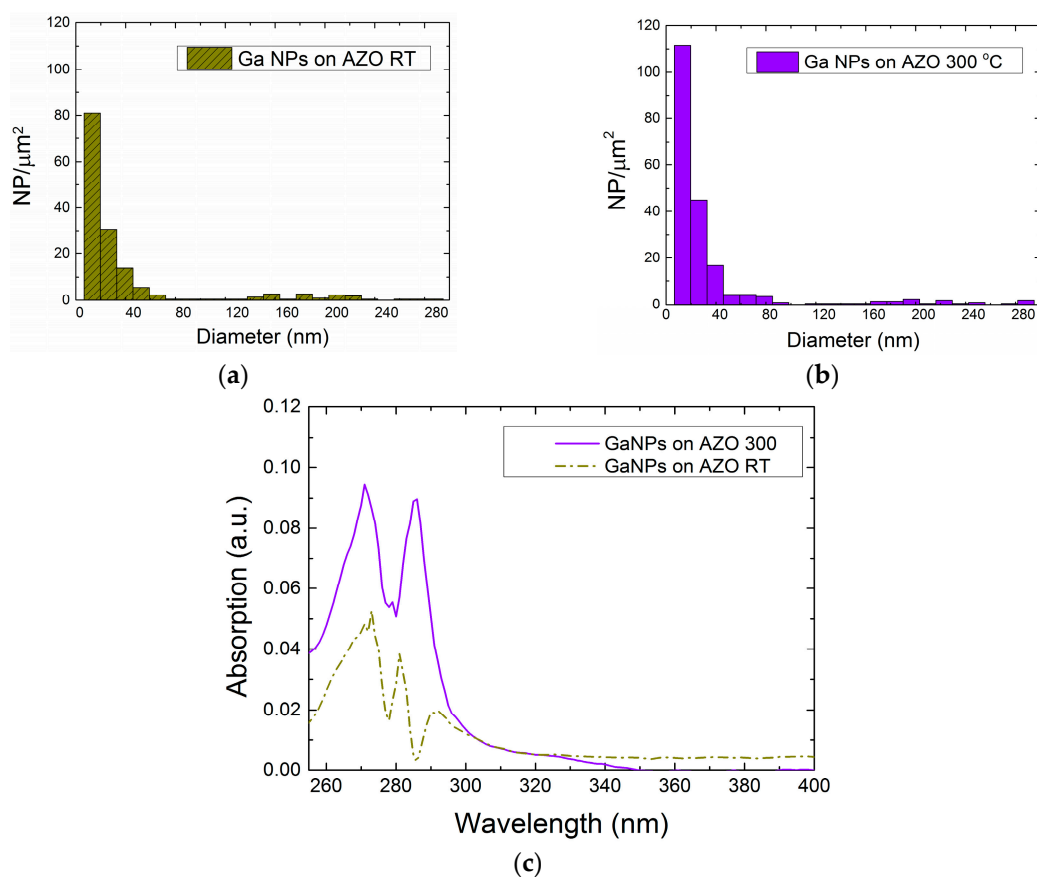 120
100
80
60
40
20
0
NP/μm²
Ga NPs on AZO RT
0 40 80 120 160 200 240 280
Diameter (nm)
(a)
120
100
80
60
40
20
0
NP/μm²
Ga NPs on AZO 300 °C
0 40 80 120 160 200 240 280
Diameter (nm)
(b)
0.12
0.10
0.08
0.06
0.04
0.02
0.00
Absorption (a.u.)
GaNPs on AZO 300
GaNPs on AZO RT
260 280 300 320 340 360 380 400
Wavelength (nm)
(c)